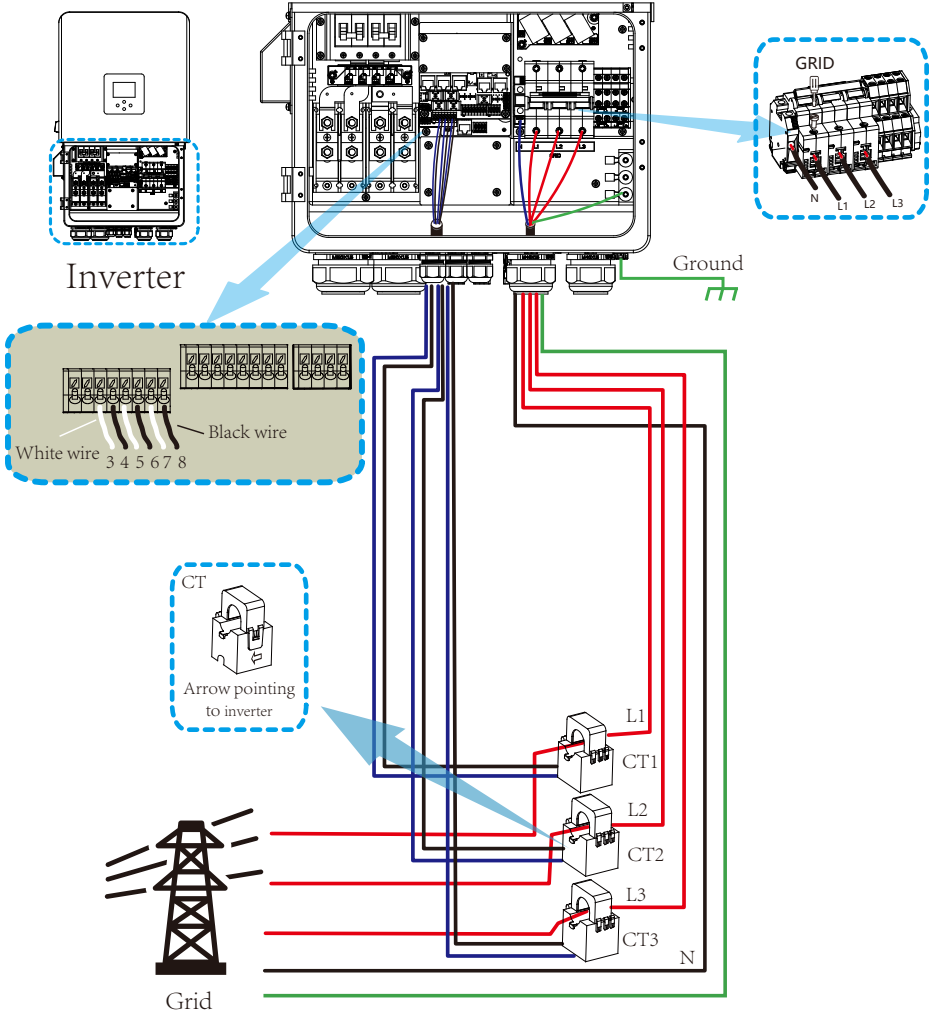 GRID
N L1 L2 L3
Inverter
Ground
White wire
3 4 5 6 7 8
Black wire
CT
Arrow pointing
to inverter
L1
CT1
L2
CT2
L3
CT3
N
Grid